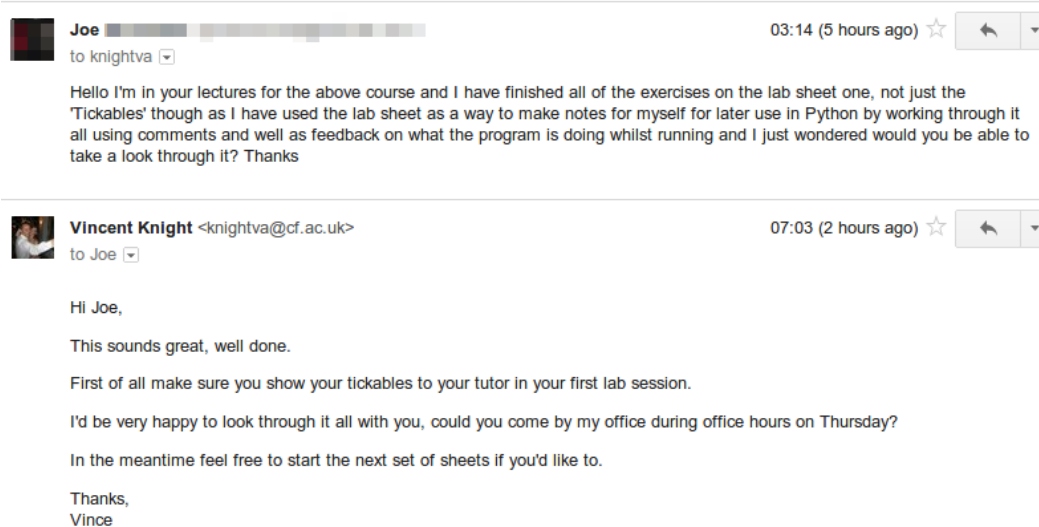 Joe
03:14 (5 hours ago)
to knightva
Hello I'm in your lectures for the above course and I have finished all of the exercises on the lab sheet one, not just the
'Tickables' though as I have used the lab sheet as a way to make notes for myself for later use in Python by working through it
all using comments and well as feedback on what the program is doing whilst running and I just wondered would you be able to
take a look through it? Thanks
Vincent Knight <knightva@cf.ac.uk>
07:03 (2 hours ago)
to Joe
Hi Joe,
This sounds great, well done.
First of all make sure you show your tickables to your tutor in your first lab session.
I'd be very happy to look through it all with you, could you come by my office during office hours on Thursday?
In the meantime feel free to start the next set of sheets if you'd like to.
Thanks,
Vince